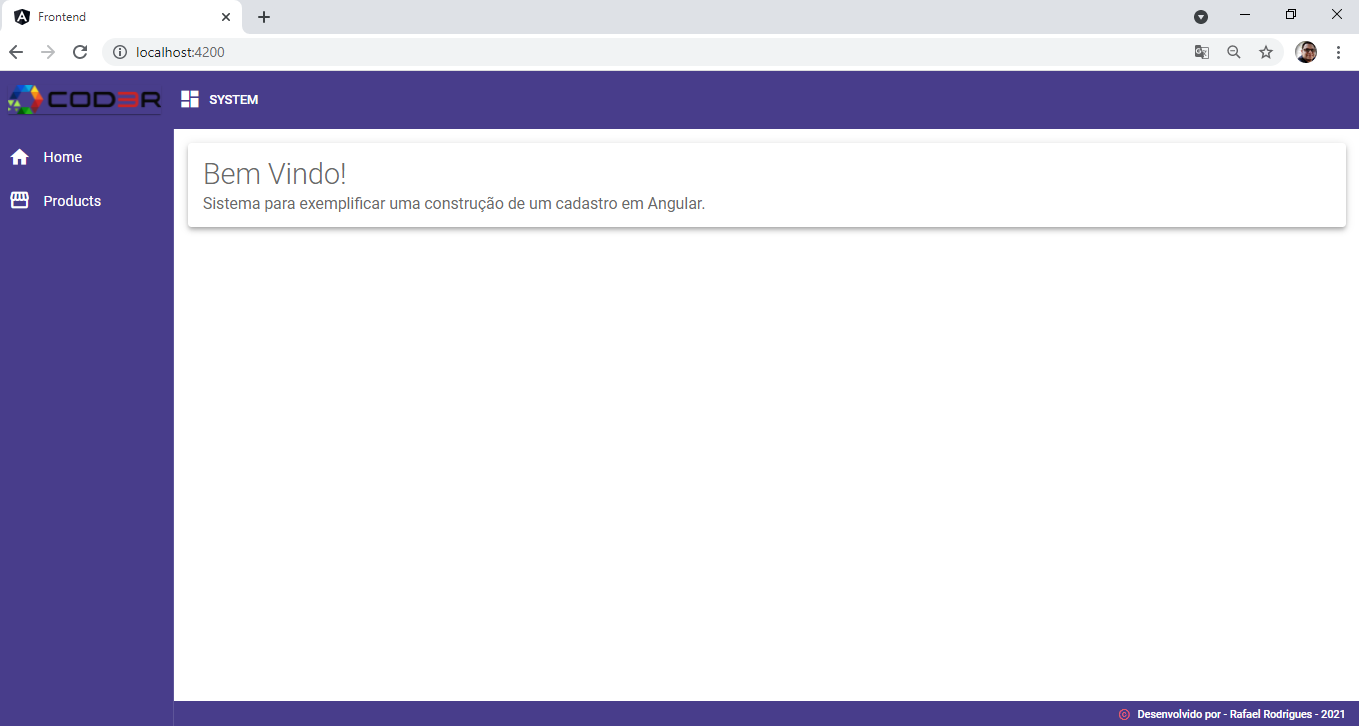 Frontend
localhost:4200
COD3R
SYSTEM
Home
Products
Bem Vindo!
Sistema para exemplificar uma construção de um cadastro em Angular.
© Desenvolvido por - Rafael Rodrigues - 2021